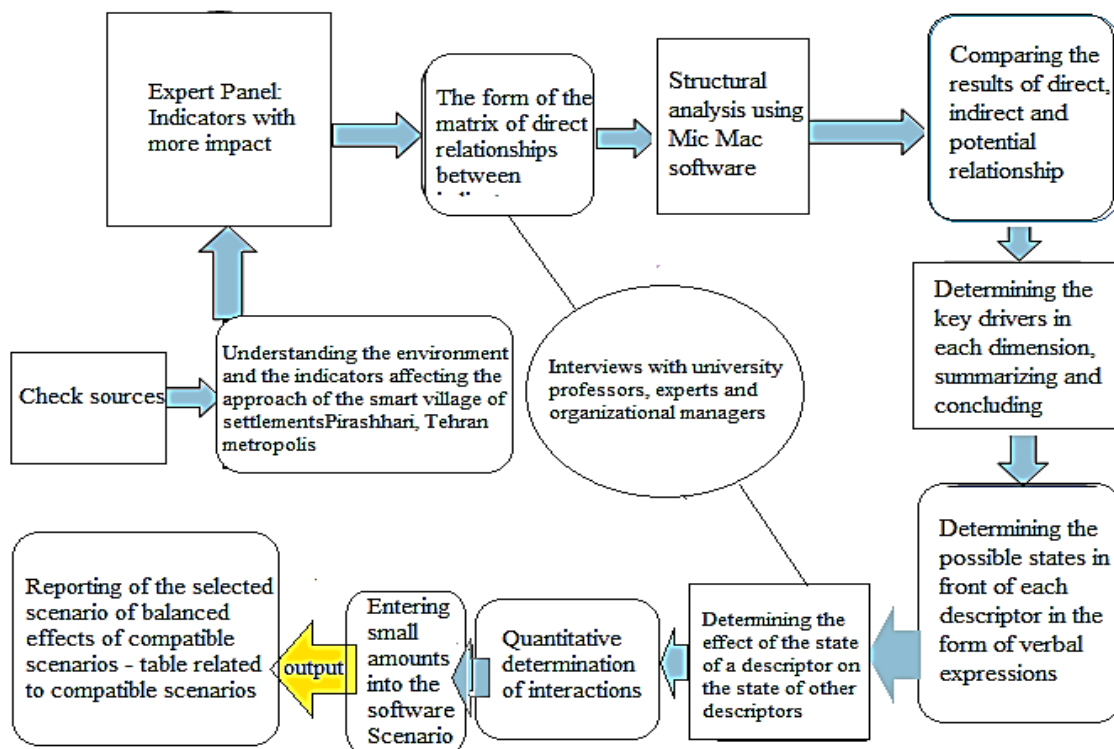 Check sources
Understanding the environment
and the indicators affecting the
approach of the smart village of
settlementsPirashhari, Tehran
metropolis
Expert Panel:
Indicators with
more impact
The form of the
matrix of direct
relationships
between
Structural
analysis using
Mic Mac
software
Comparing the
results of direct,
indirect and
potential
relationship
Determining the
key drivers in
each dimension,
summarizing and
concluding
Determining the
possible states in
front of each
descriptor in the
form of verbal
expressions
Interviews with university
professors, experts and
organizational managers
Determining the
effect of the state
of a descriptor on
the state of other
descriptors
Quantitative
determination
of interactions
Entering
small
amounts
into the
software
Scenario
output
Reporting of the selected
scenario of balanced
effects of compatible
scenarios - table related
to compatible scenarios